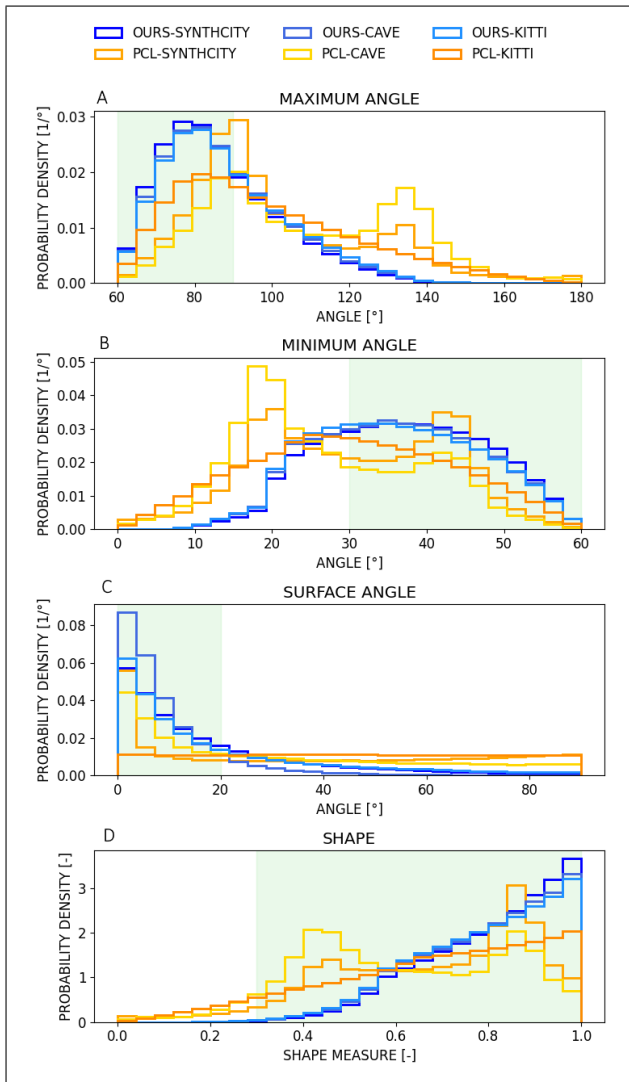 OURS-SYNTHCITY OURS-CAVE OURS-KITTI
PCL-SYNTHCITY PCL-CAVE PCL-KITTI
A MAXIMUM ANGLE
PROBABILITY DENSITY [1/°]
0.03
0.02
0.01
0.00
60 80 100 120 140 160 180
ANGLE [°]
B MINIMUM ANGLE
PROBABILITY DENSITY [1/°]
0.05
0.04
0.03
0.02
0.01
0.00
0 10 20 30 40 50 60
ANGLE [°]
C SURFACE ANGLE
PROBABILITY DENSITY [1/°]
0.08
0.06
0.04
0.02
0.00
0 20 40 60 80
ANGLE [°]
D SHAPE
PROBABILITY DENSITY [-]
3
2
1
0
0.0 0.2 0.4 0.6 0.8 1.0
SHAPE MEASURE [-]